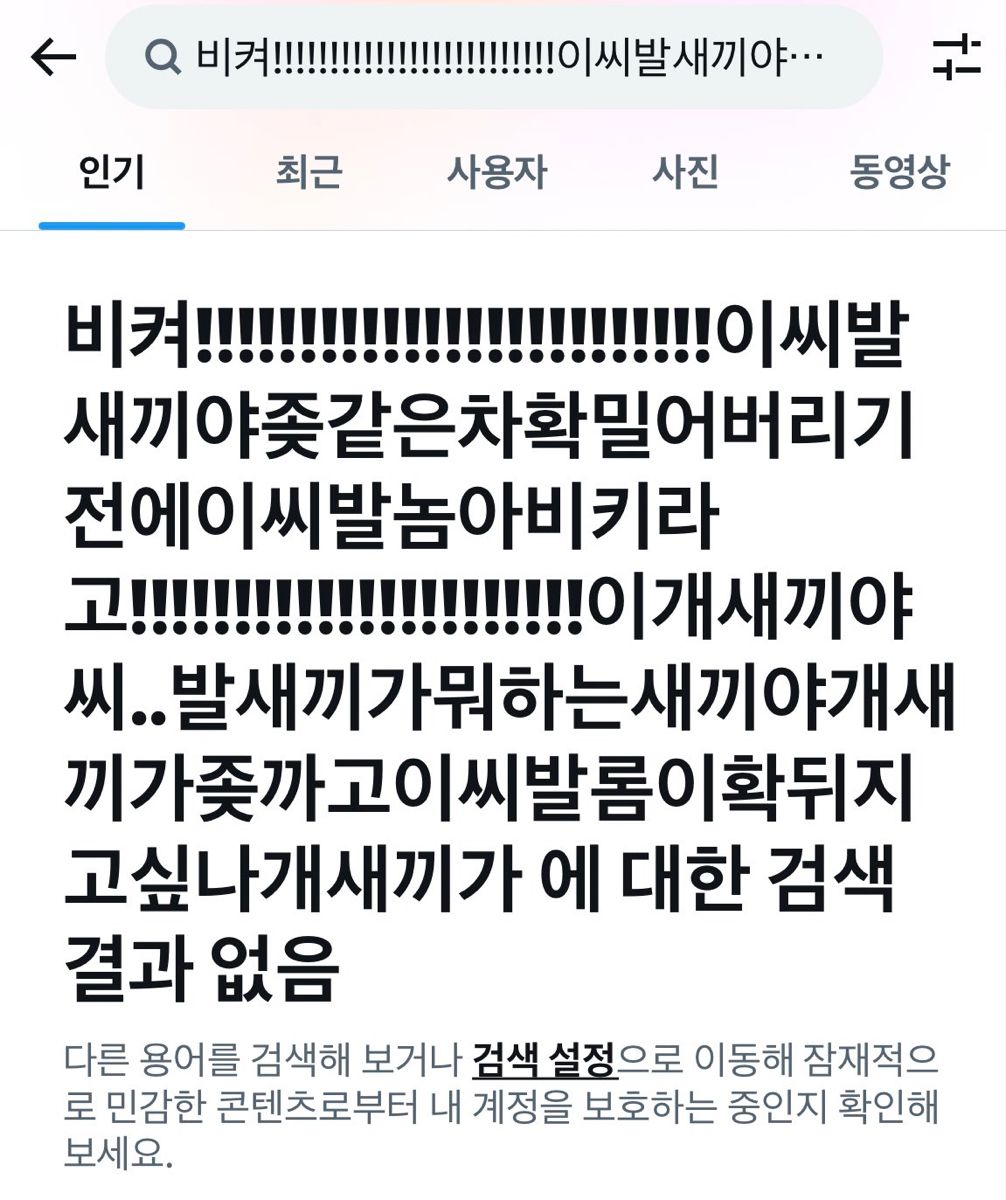 비켜!!!!!!!!!!!!!!!!!!!!!!!!!이씨발새끼야…
인기 최근 사용자 사진 동영상
비켜!!!!!!!!!!!!!!!!!!!!!!!!!이씨발
새끼야좆같은차확밀어버리기
전에이씨발놈아비키라
고!!!!!!!!!!!!!!!!!!!!!!이개새끼야
씨..발새끼가뭐하는새끼야개새
끼가좆까고이씨발롬이확뒤지
고싶나개새끼가 에 대한 검색
결과 없음
다른 용어를 검색해 보거나 검색 설정으로 이동해 잠재적으
로 민감한 콘텐츠로부터 내 계정을 보호하는 중인지 확인해
보세요.